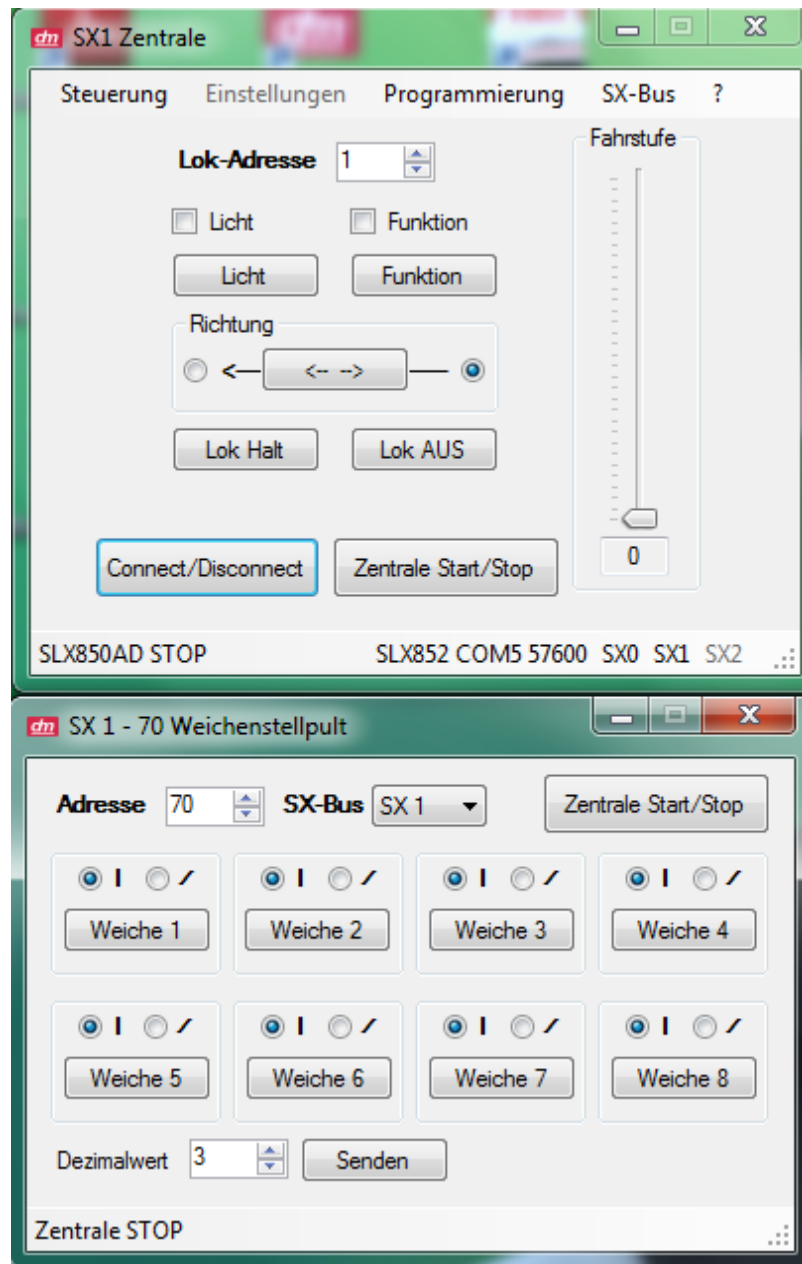 dm SX1 Zentrale
Steuerung Einstellungen Programmierung SX-Bus ?
Lok-Adresse 1
Fahrstufe
Licht Funktion
Licht Funktion
Richtung
<— <-- --> —
Lok Halt Lok AUS
Connect/Disconnect Zentrale Start/Stop
0
SLX850AD STOP SLX852 COM5 57600 SX0 SX1 SX2
dm SX 1 - 70 Weichenstellpult
Adresse 70 SX-Bus SX 1 Zentrale Start/Stop
I / I / I / I /
Weiche 1 Weiche 2 Weiche 3 Weiche 4
I / I / I / I /
Weiche 5 Weiche 6 Weiche 7 Weiche 8
Dezimalwert 3 Senden
Zentrale STOP